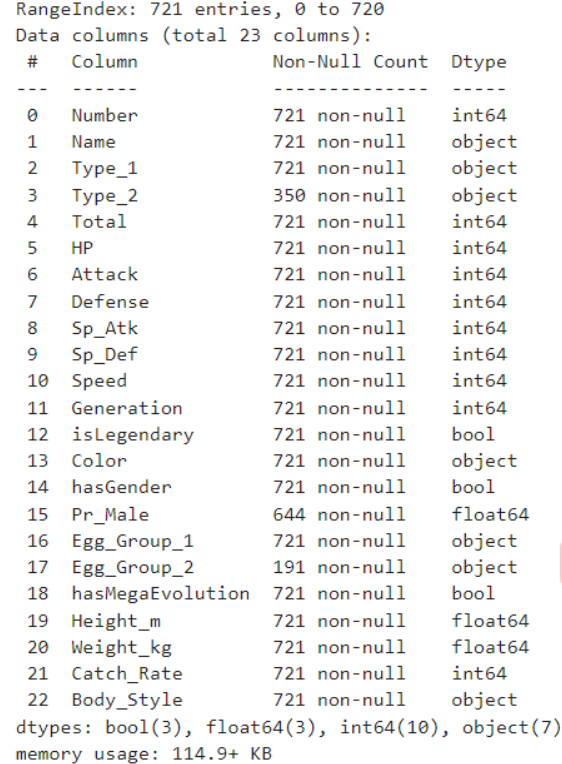 RangeIndex: 721 entries, 0 to 720
Data columns (total 23 columns):
 #   Column           Non-Null Count  Dtype
---  ------           --------------  -----
 0   Number           721 non-null    int64
 1   Name             721 non-null    object
 2   Type_1           721 non-null    object
 3   Type_2           350 non-null    object
 4   Total            721 non-null    int64
 5   HP               721 non-null    int64
 6   Attack           721 non-null    int64
 7   Defense          721 non-null    int64
 8   Sp_Atk           721 non-null    int64
 9   Sp_Def           721 non-null    int64
 10  Speed            721 non-null    int64
 11  Generation       721 non-null    int64
 12  isLegendary      721 non-null    bool
 13  Color            721 non-null    object
 14  hasGender        721 non-null    bool
 15  Pr_Male          644 non-null    float64
 16  Egg_Group_1      721 non-null    object
 17  Egg_Group_2      191 non-null    object
 18  hasMegaEvolution 721 non-null    bool
 19  Height_m         721 non-null    float64
 20  Weight_kg        721 non-null    float64
 21  Catch_Rate       721 non-null    int64
 22  Body_Style       721 non-null    object
dtypes: bool(3), float64(3), int64(10), object(7)
memory usage: 114.9+ KB